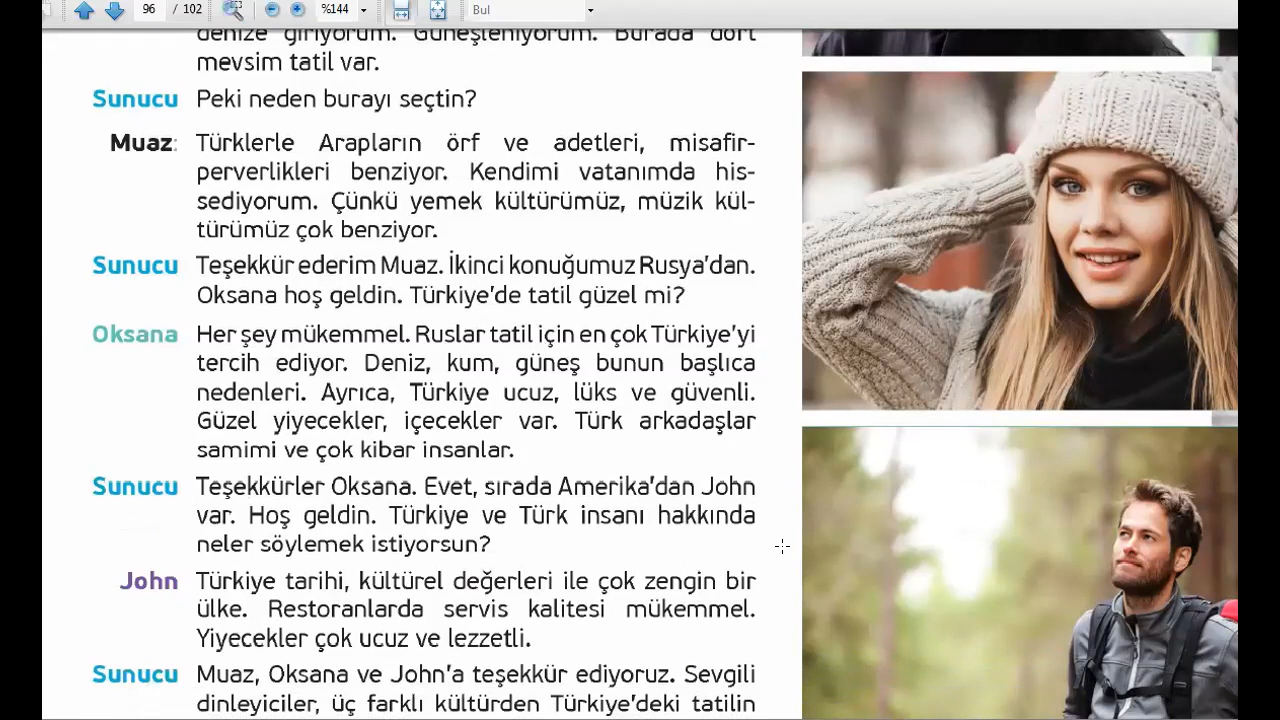 96 / 102 %144 Bul
denize giriyorum. Güneşleniyorum. Burada dört
mevsim tatil var.
Sunucu Peki neden burayı seçtin?
Muaz: Türklerle Arapların örf ve adetleri, misafir-
perverlikleri benziyor. Kendimi vatanımda his-
sediyorum. Çünkü yemek kültürümüz, müzik kül-
türümüz çok benziyor.
Sunucu Teşekkür ederim Muaz. İkinci konuğumuz Rusya'dan.
Oksana hoş geldin. Türkiye'de tatil güzel mi?
Oksana Her şey mükemmel. Ruslar tatil için en çok Türkiye'yi
tercih ediyor. Deniz, kum, güneş bunun başlıca
nedenleri. Ayrıca, Türkiye ucuz, lüks ve güvenli.
Güzel yiyecekler, içecekler var. Türk arkadaşlar
samimi ve çok kibar insanlar.
Sunucu Teşekkürler Oksana. Evet, sırada Amerika'dan John
var. Hoş geldin. Türkiye ve Türk insanı hakkında
neler söylemek istiyorsun?
John Türkiye tarihi, kültürel değerleri ile çok zengin bir
ülke. Restoranlarda servis kalitesi mükemmel.
Yiyecekler çok ucuz ve lezzetli.
Sunucu Muaz, Oksana ve John'a teşekkür ediyoruz. Sevgili
dinleyiciler, üç farklı kültürden Türkiye'deki tatilin